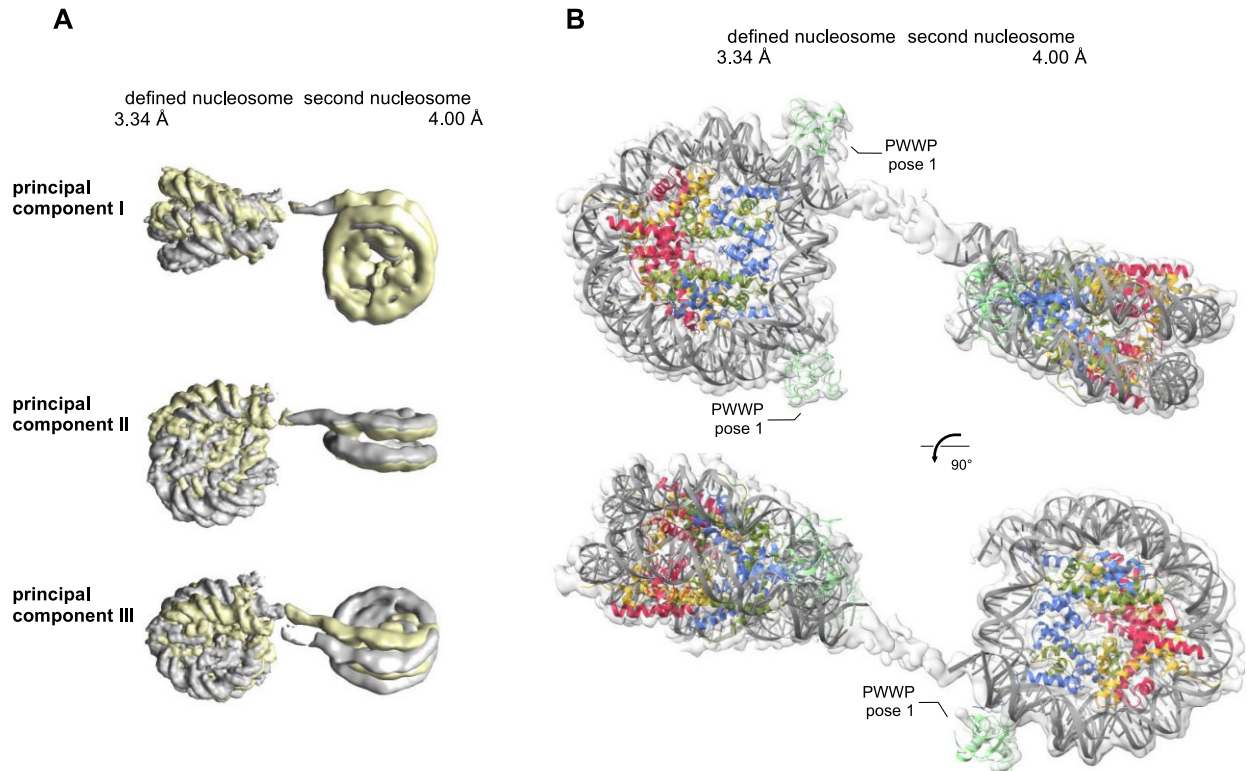 A
defined nucleosome second nucleosome
3.34 Å 4.00 Å
principal
component I
principal
component II
principal
component III
B
defined nucleosome second nucleosome
3.34 Å 4.00 Å
PWWP
pose 1
PWWP
pose 1
90°
PWWP
pose 1